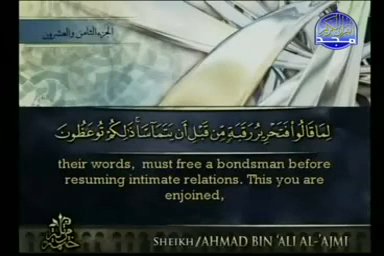 الجزء الثامن والعشرون
لِمَا قَالُوا فَتَحْرِيرُ رَقَبَةٍ مِّن قَبْلِ أَن يَتَمَاسَّا ذَٰلِكُمْ تُوعَظُونَ
their words, must free a bondsman before
resuming intimate relations. This you are
enjoined,
SHEIKH/AHMAD BIN 'ALI AL-'AJMI